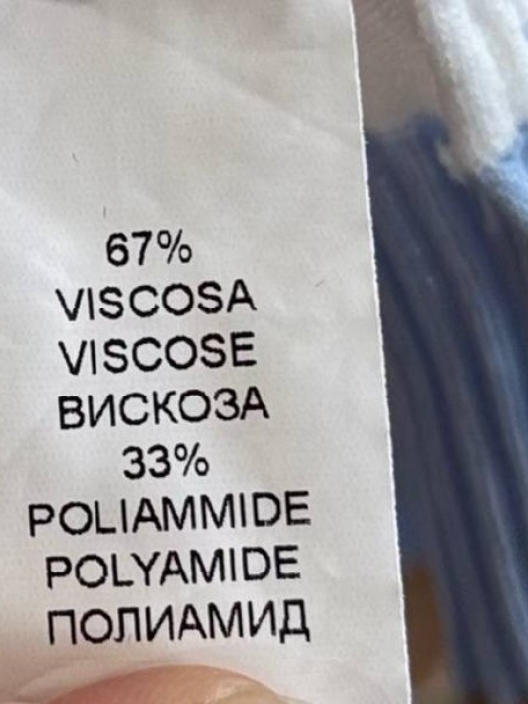 67%
VISCOSA
VISCOSE
ВИСКОЗА
33%
POLIAMMIDE
POLYAMIDE
ПОЛИАМИД